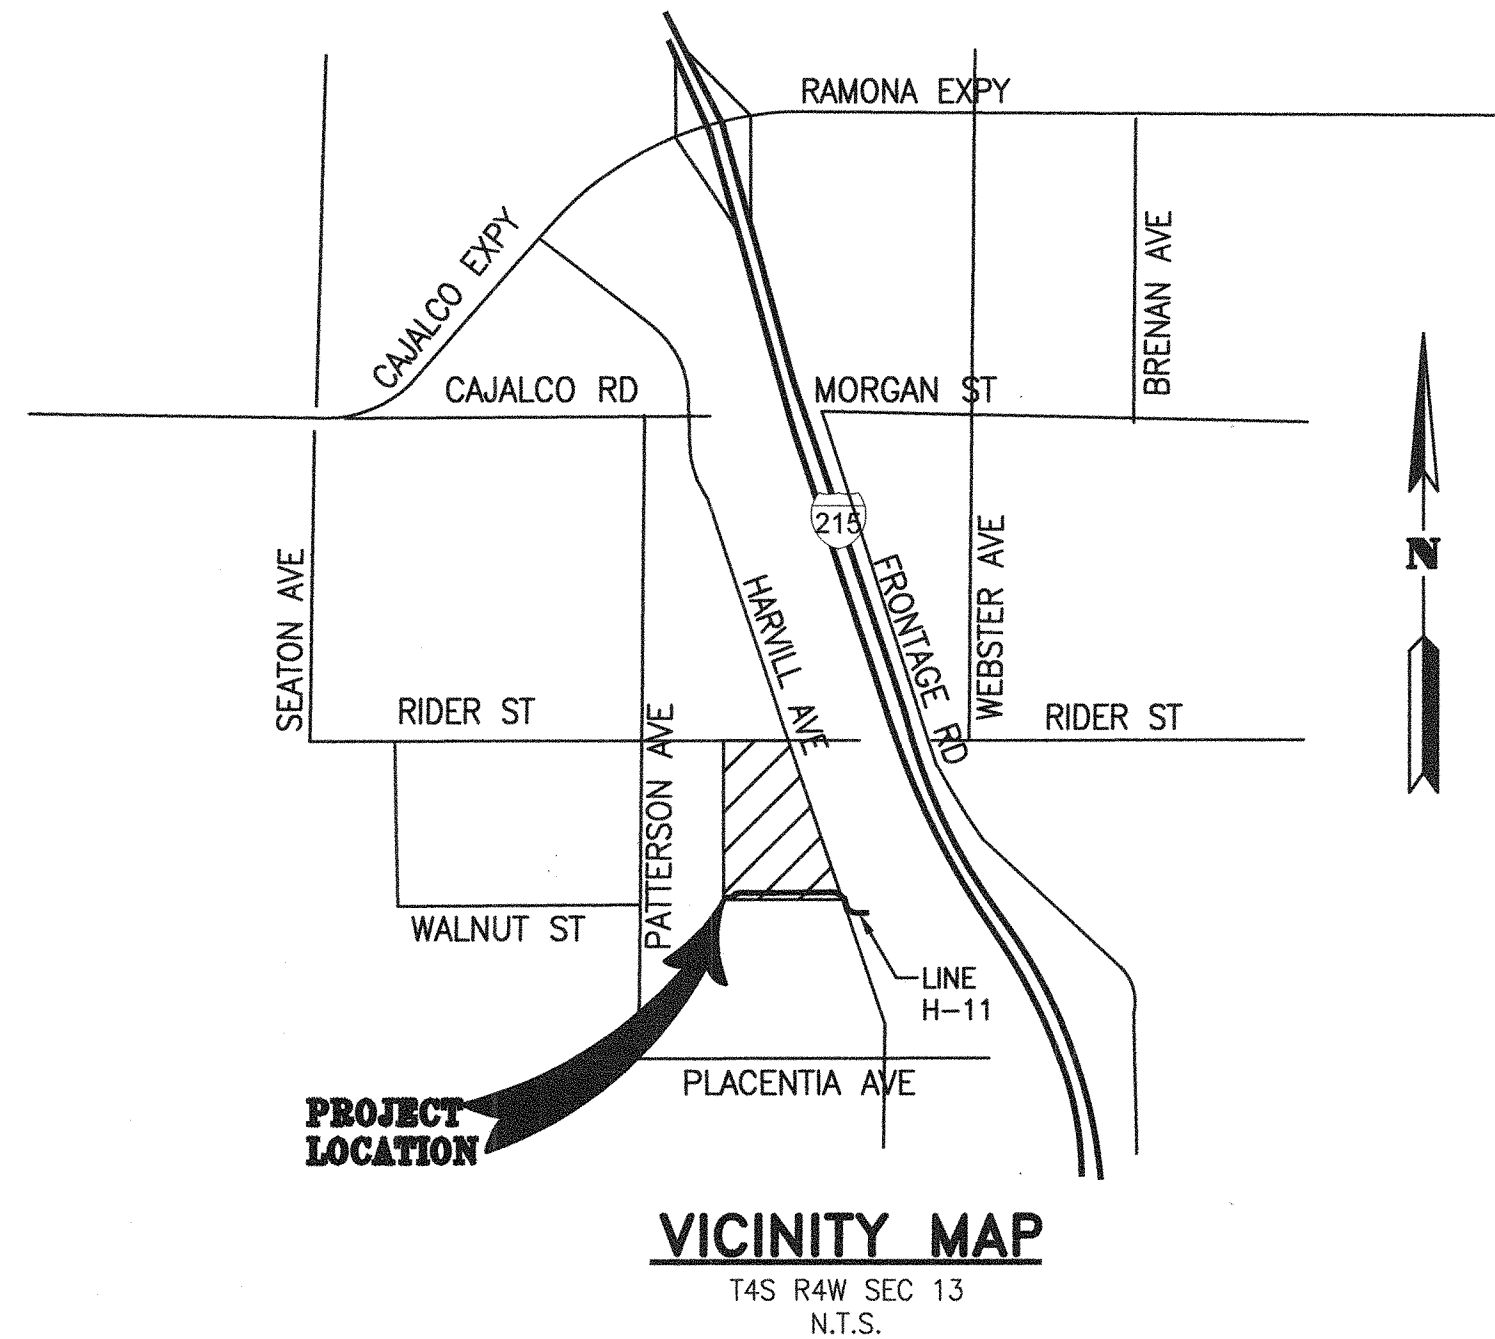 RAMONA EXPY
CAJALCO EXPY
BRENAN AVE
CAJALCO RD
MORGAN ST
215
N
SEATON AVE
HARVILL AVE
FRONTAGE RD
WEBSTER AVE
RIDER ST
PATTERSON AVE
RIDER ST
WALNUT ST
LINE
H-11
PLACENTIA AVE
PROJECT
LOCATION
VICINITY MAP
T4S R4W SEC 13
N.T.S.